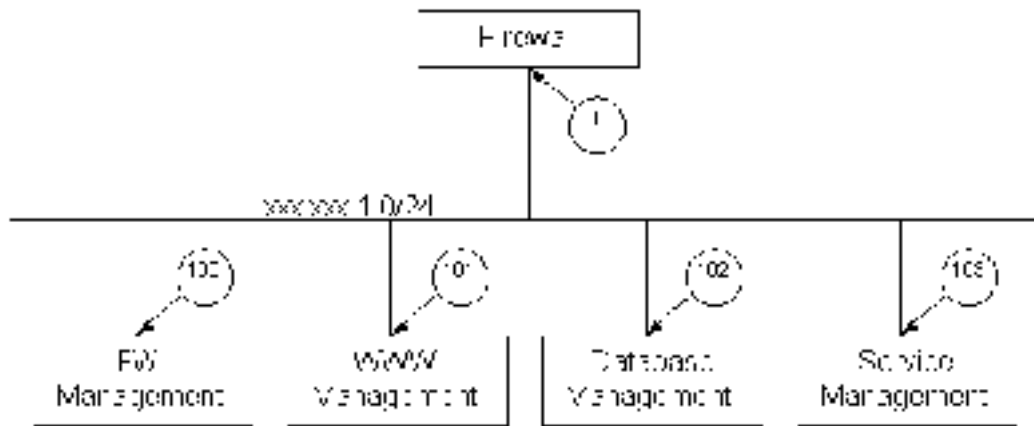 Firewall
1
xxx.xxx.1.0/24
100
101
102
103
FW
Management
WWW
Management
Database
Management
Service
Management